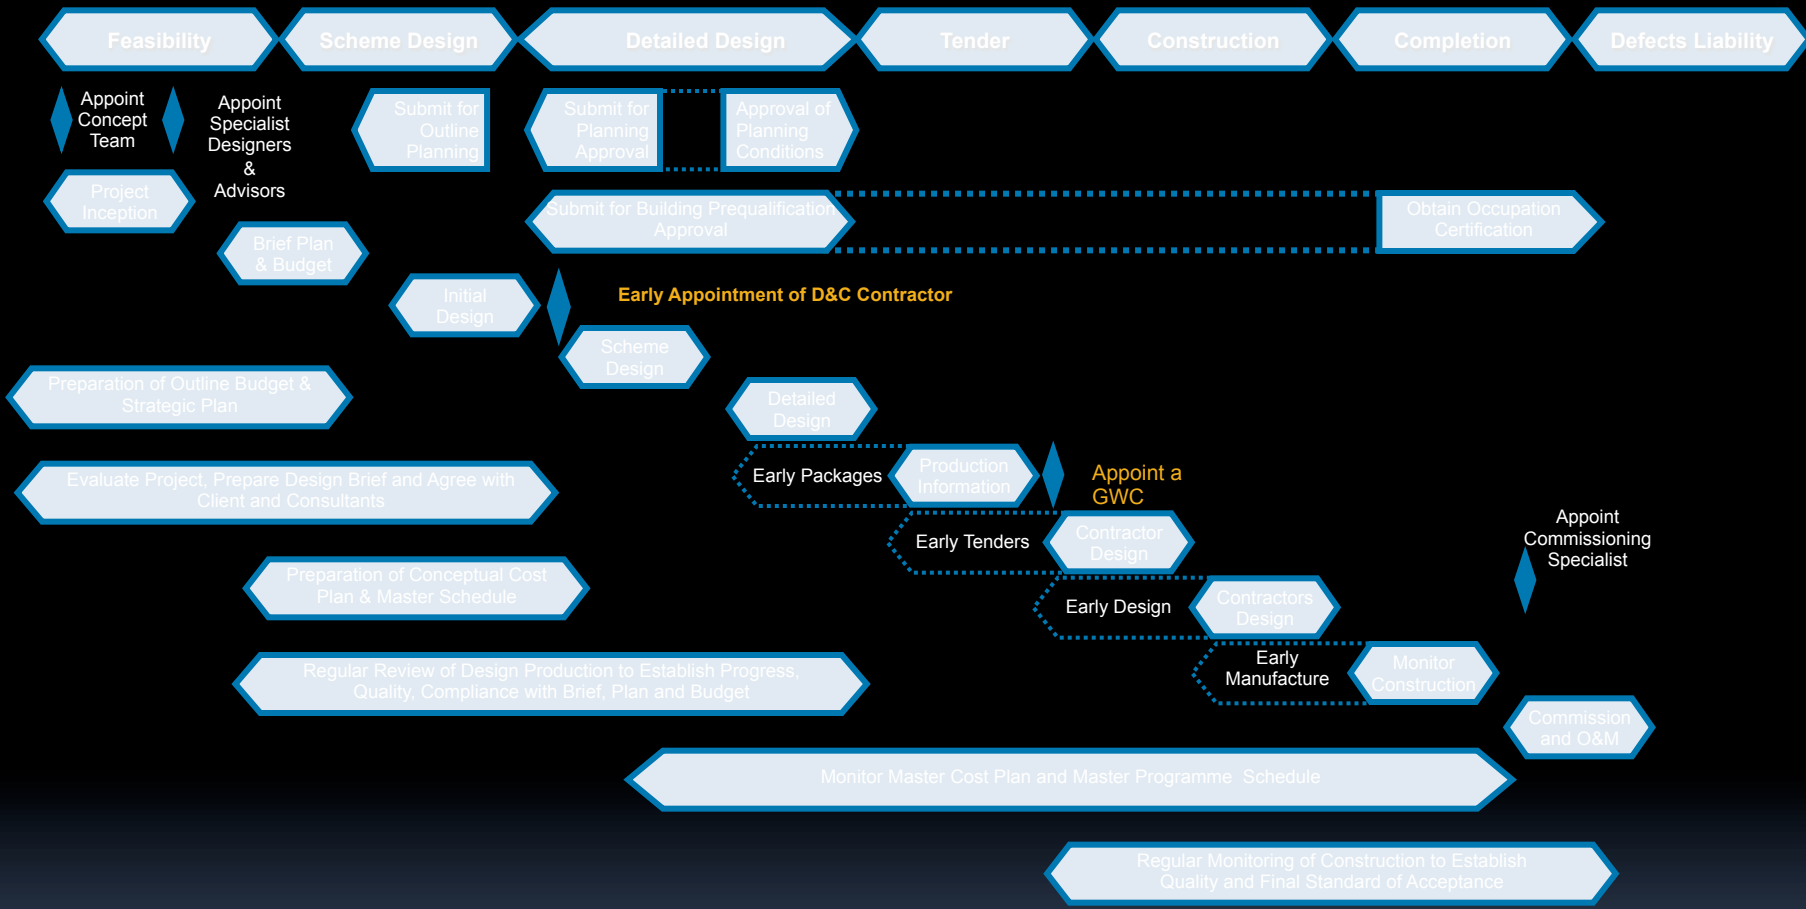 Feasibility
Scheme Design
Detailed Design
Tender
Construction
Completion
Defects Liability
Appoint
Concept
Team
Appoint
Specialist
Designers
&
Advisors
Submit for
Outline
Planning
Submit for
Planning
Approval
Approval of
Planning
Conditions
Project
Inception
Submit for Building Prequalification
Approval
Obtain Occupation
Certification
Brief Plan
& Budget
Initial
Design
Early Appointment of D&C Contractor
Scheme
Design
Preparation of Outline Budget &
Strategic Plan
Detailed
Design
Early Packages
Production
Information
Appoint a
GWC
Evaluate Project, Prepare Design Brief and Agree with
Client and Consultants
Early Tenders
Contractor
Design
Appoint
Commissioning
Specialist
Preparation of Conceptual Cost
Plan & Master Schedule
Early Design
Contractors
Design
Regular Review of Design Production to Establish Progress,
Quality, Compliance with Brief, Plan and Budget
Early
Manufacture
Monitor
Construction
Commission
and O&M
Monitor Master Cost Plan and Master Programme Schedule
Regular Monitoring of Construction to Establish
Quality and Final Standard of Acceptance